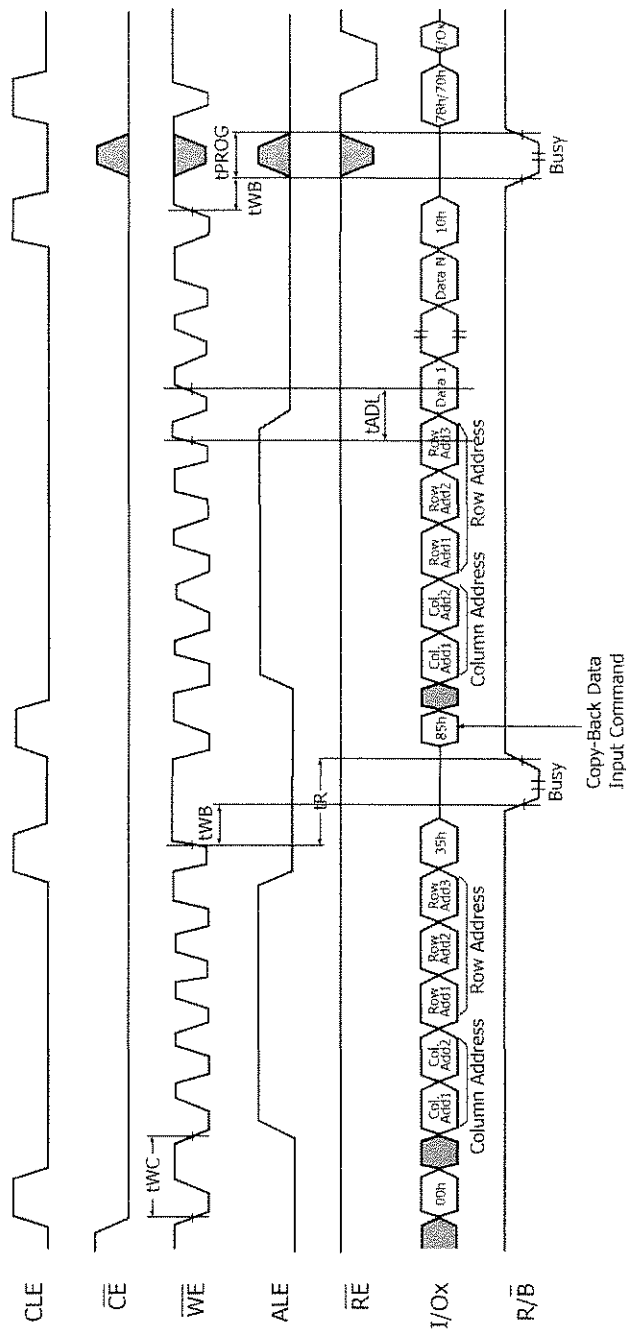 CLE
CE
WE
tWC
tWB
tWB
tPROG
ALE
tR
tADL
RE
I/Ox
00h
Col. Add1
Col. Add2
Row Add1
Row Add2
Row Add3
35h
85h
Col. Add1
Col. Add2
Row Add1
Row Add2
Row Add3
Data 1
Data N
10h
78h/70h
I/Ox
Column Address
Row Address
Column Address
Row Address
R/B
Busy
Busy
Copy-Back Data
Input Command